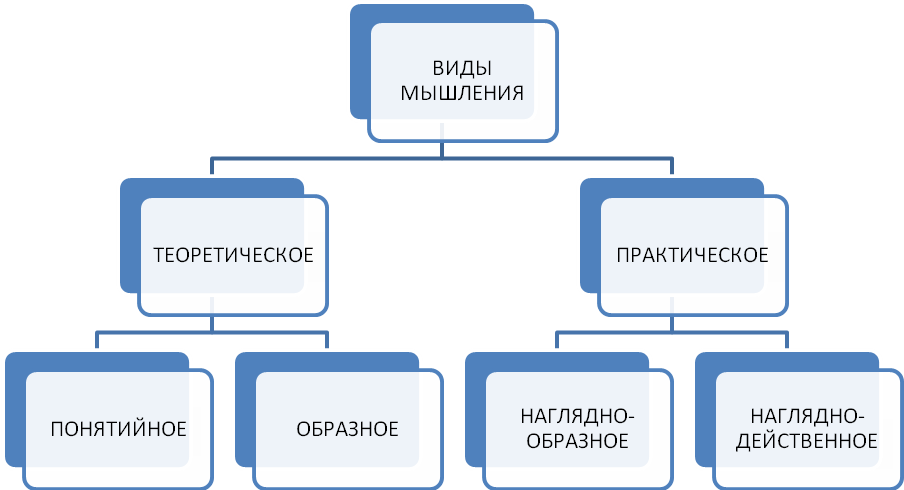 ВИДЫ
МЫШЛЕНИЯ
ТЕОРЕТИЧЕСКОЕ
ПРАКТИЧЕСКОЕ
ПОНЯТИЙНОЕ
ОБРАЗНОЕ
НАГЛЯДНО-
ОБРАЗНОЕ
НАГЛЯДНО-
ДЕЙСТВЕННОЕ